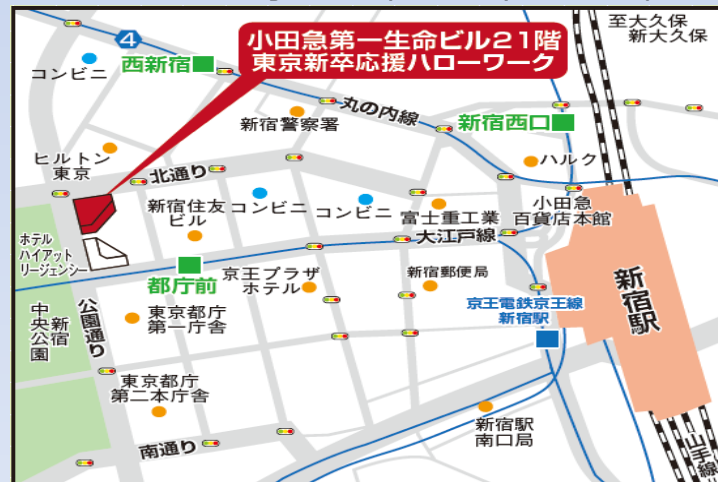 至大久保
新大久保
4
小田急第一生命ビル21階
東京新卒応援ハローワーク
コンビニ
西新宿
丸の内線
新宿警察署
新宿西口
ヒルトン
東京
北通り
ハルク
新宿住友
ビル
コンビニ
コンビニ
富士重工業
小田急
百貨店本館
ホテル
ハイアット
リージェンシー
大江戸線
都庁前
京王プラザ
ホテル
新宿郵便局
新宿駅
京王電鉄京王線
新宿駅
新宿
中央公園
公園通り
東京都庁
第一庁舎
東京都庁
第二本庁舎
新宿駅
南口局
南通り
山手線